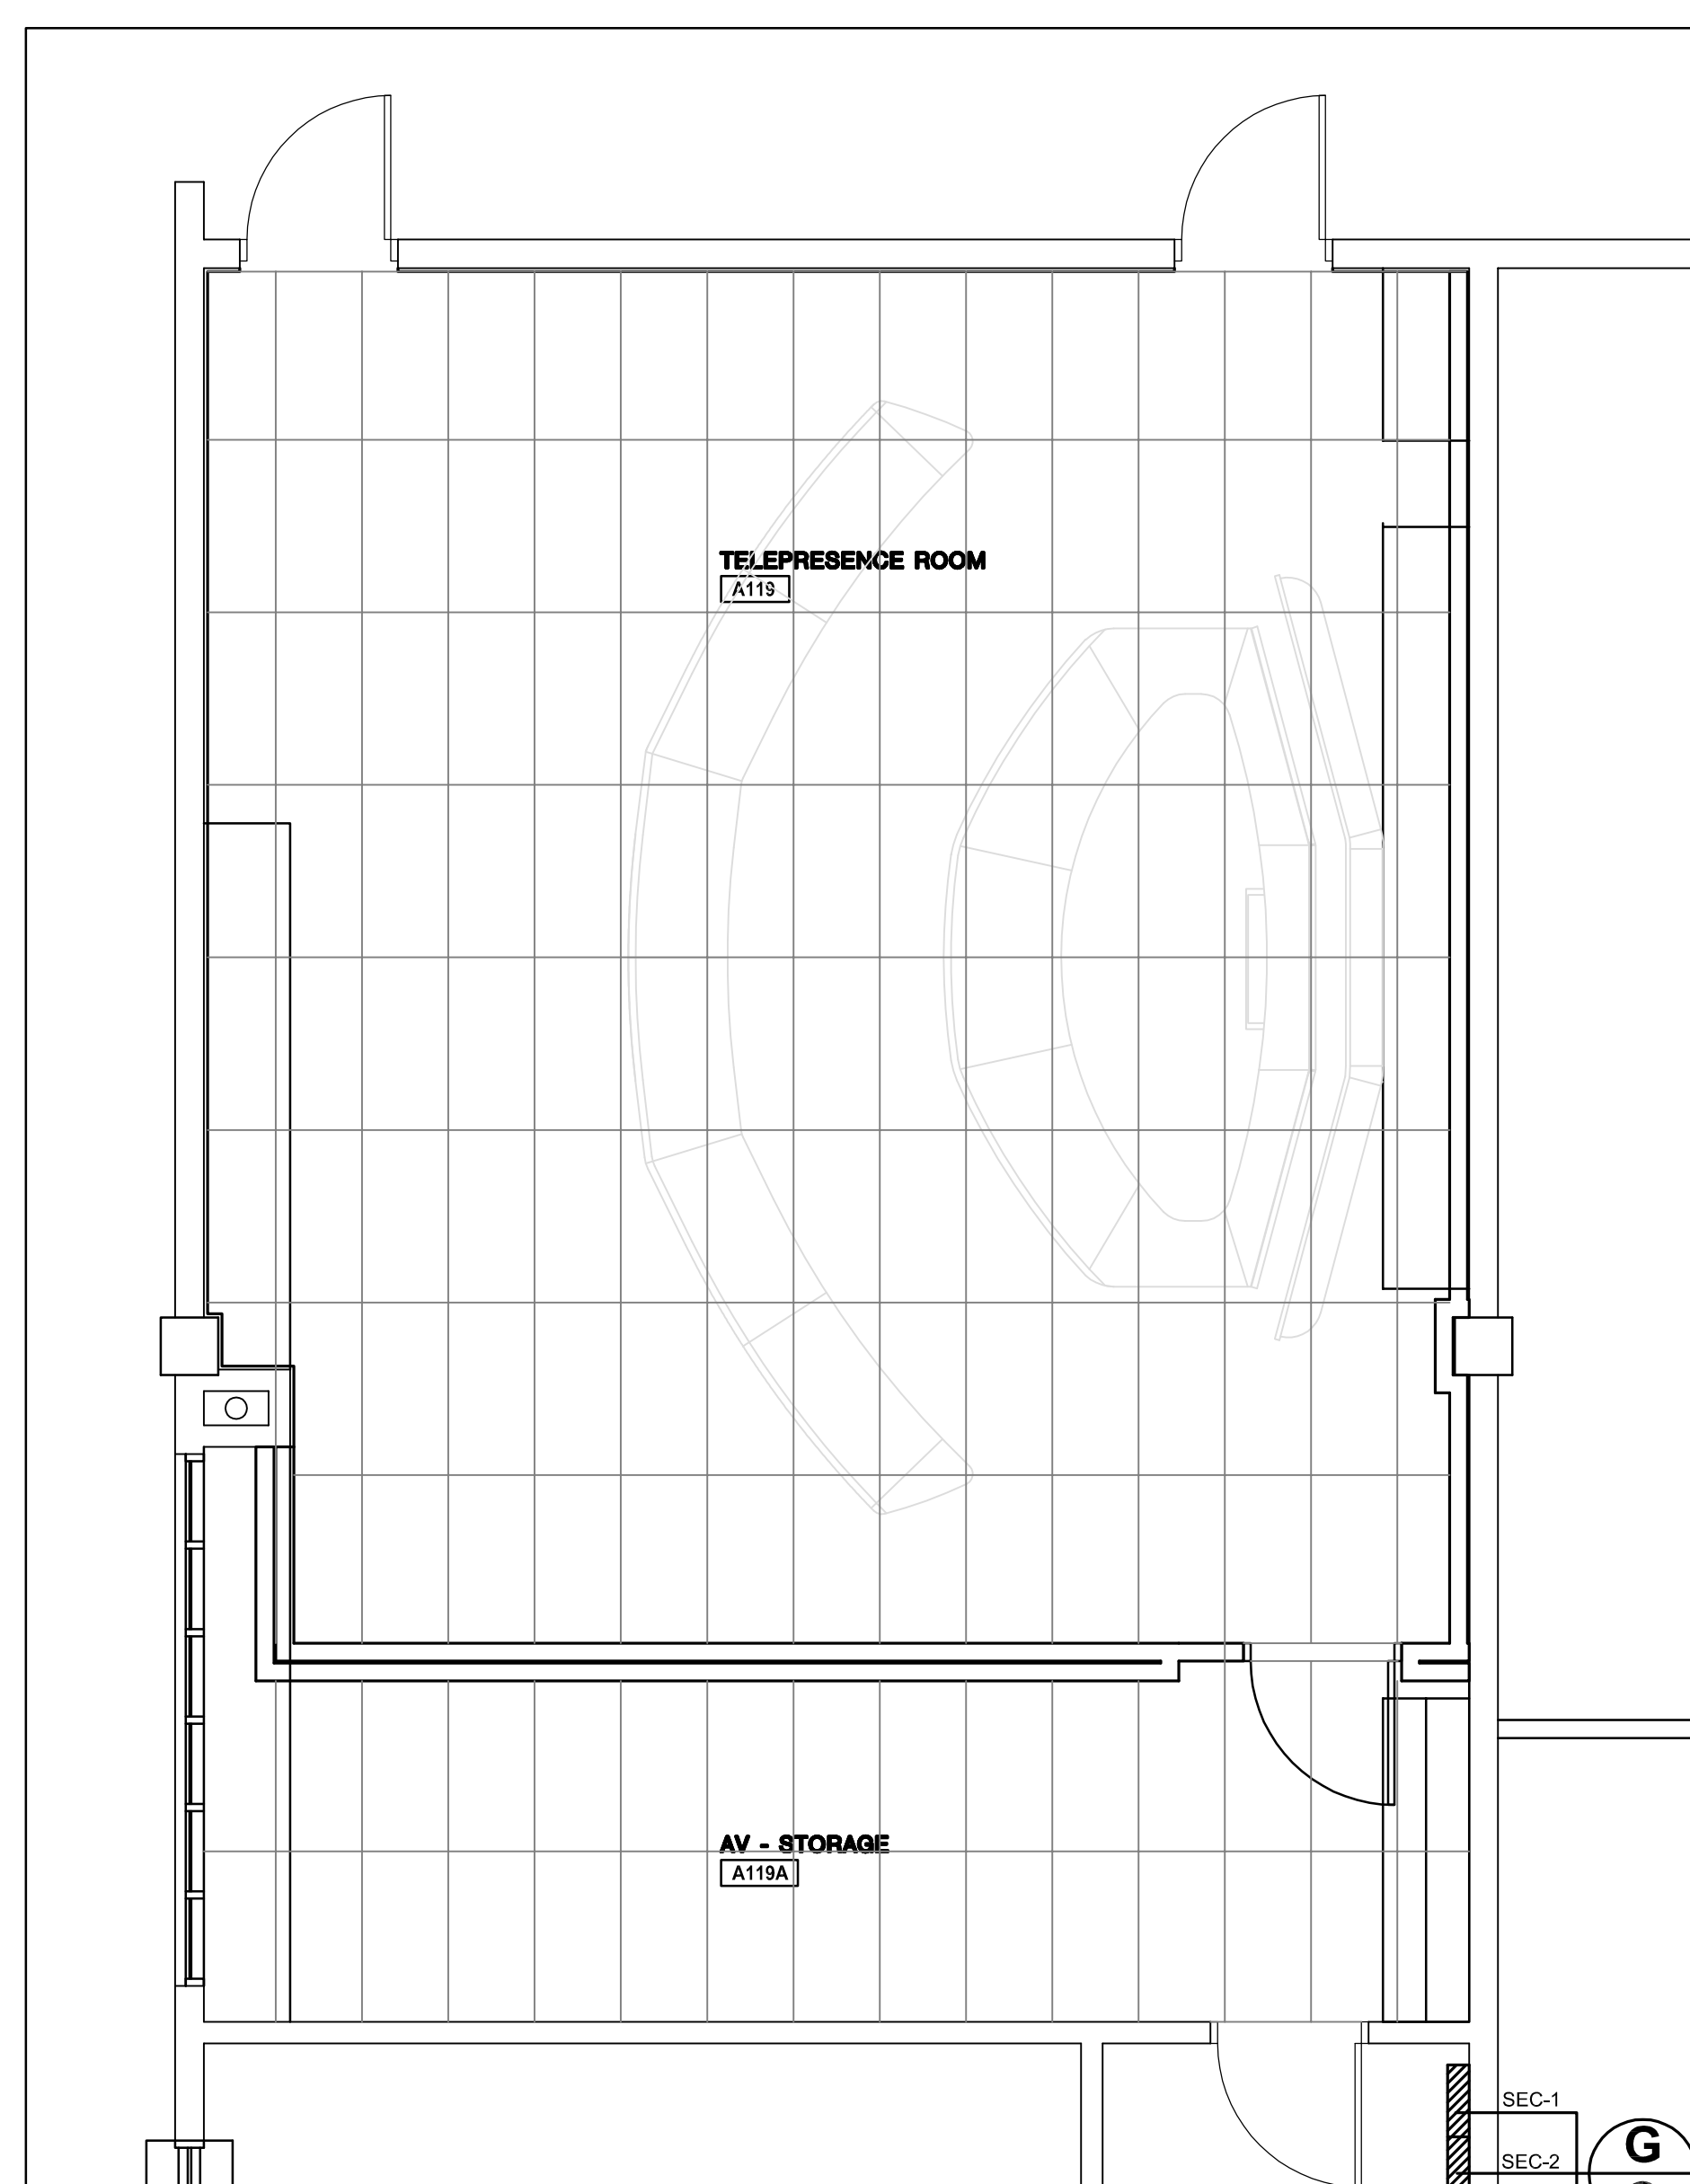 TELEPRESENCE ROOM
A119
AV - STORAGE
A119A
SEC-1
G
SEC-2